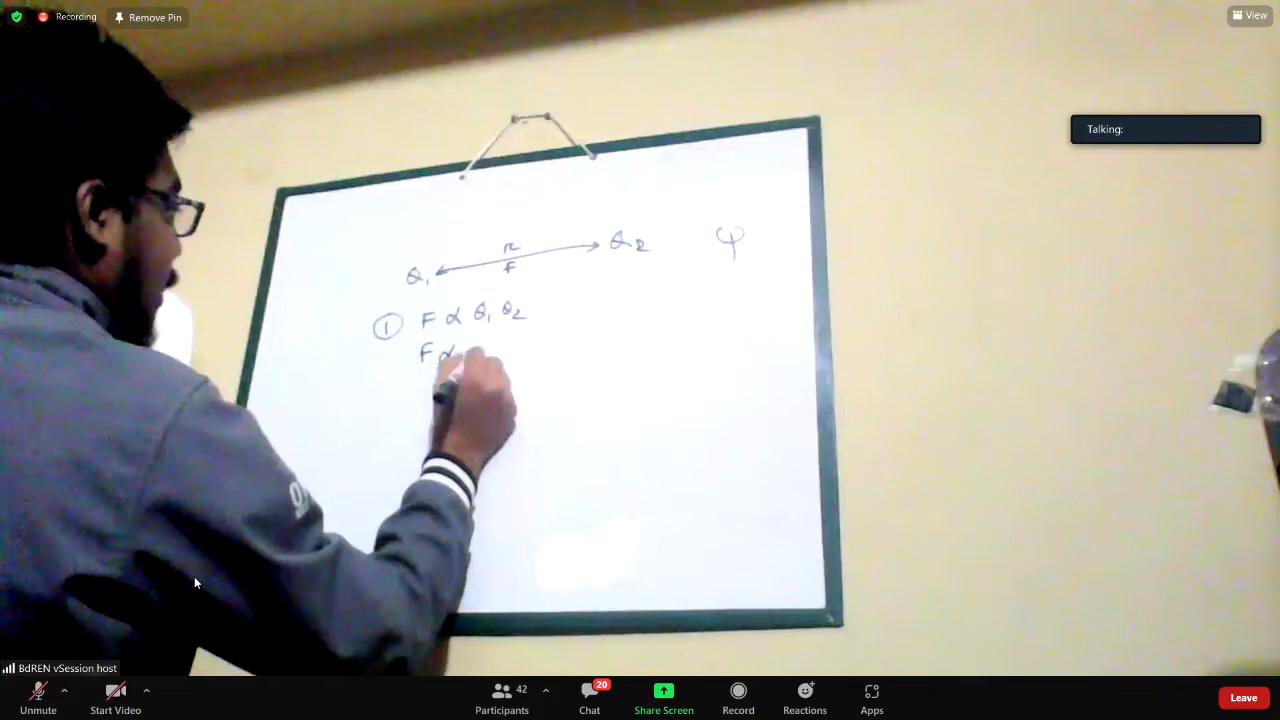 Recording
Remove Pin
View
Talking:
r
Q₁ Q₂ φ
F
① F ∝ Q₁ Q₂
F ∝
BdREN vSession host
Unmute
Start Video
42
Participants
20
Chat
Share Screen
Record
Reactions
Apps
Leave